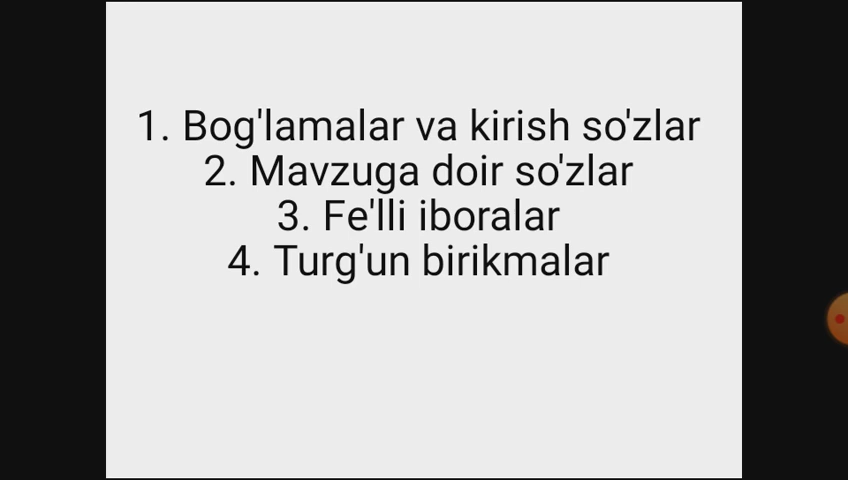 1. Bog'lamalar va kirish so'zlar
2. Mavzuga doir so'zlar
3. Fe'lli iboralar
4. Turg'un birikmalar